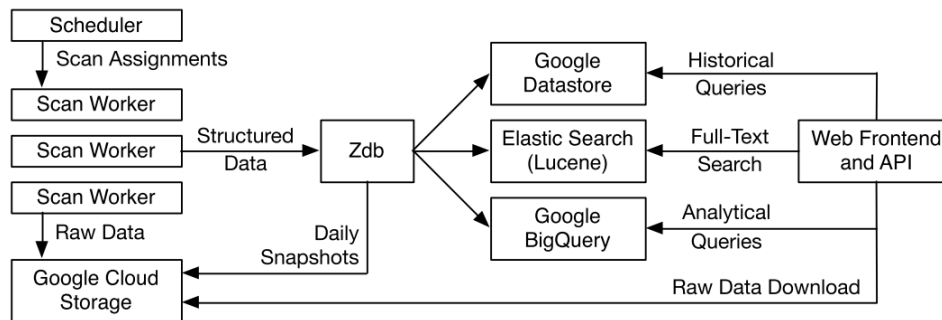 Scheduler
Scan Assignments
Scan Worker
Scan Worker
Scan Worker
Raw Data
Google Cloud
Storage
Structured
Data
Zdb
Daily
Snapshots
Google
Datastore
Elastic Search
(Lucene)
Google
BigQuery
Historical
Queries
Full-Text
Search
Analytical
Queries
Raw Data Download
Web Frontend
and API